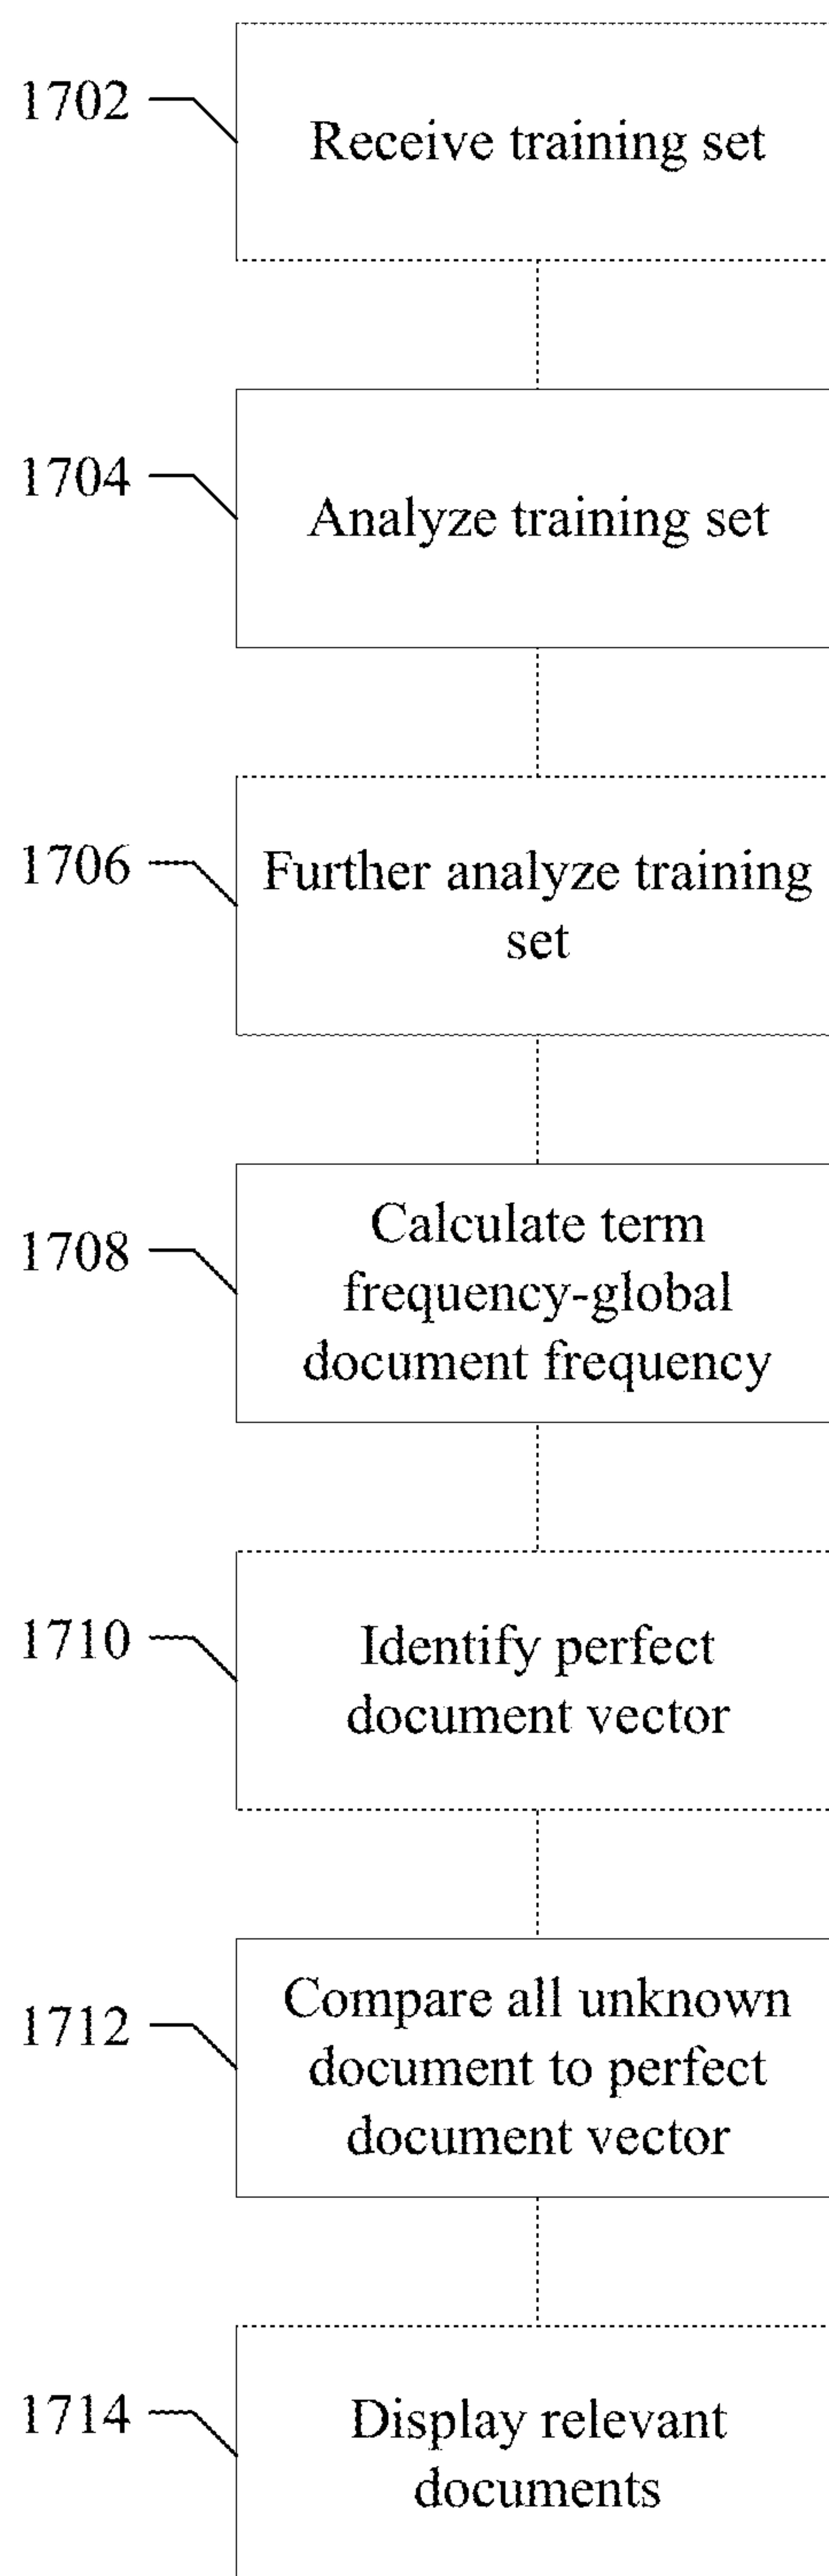 1702
Receive training set
1704
Analyze training set
1706
Further analyze training
set
1708
Calculate term
frequency-global
document frequency
1710
Identify perfect
document vector
1712
Compare all unknown
document to perfect
document vector
1714
Display relevant
documents